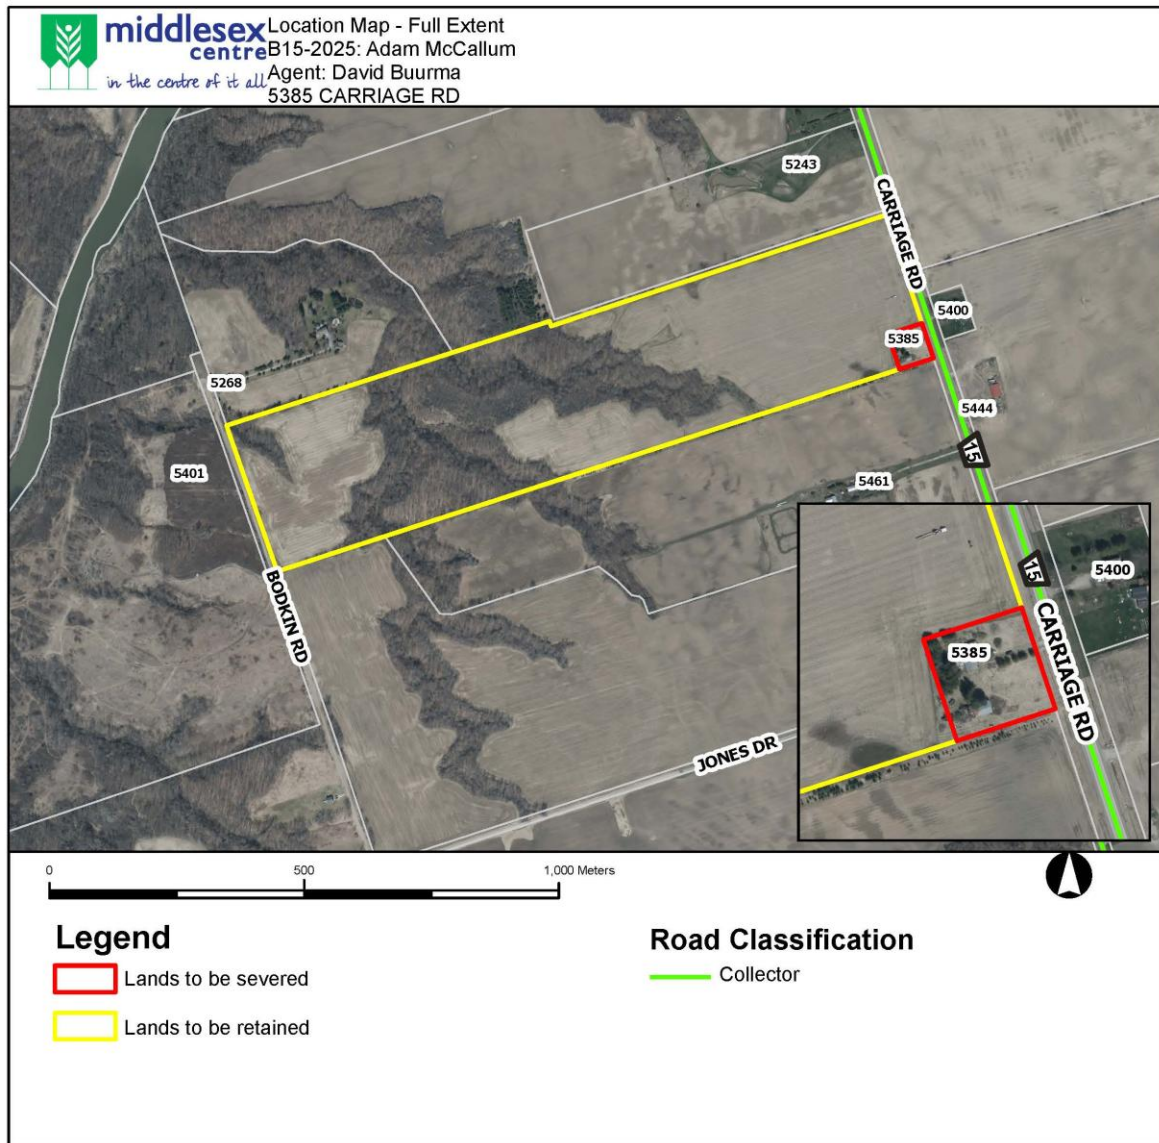 middlesex
centre
in the centre of it all
Location Map - Full Extent
B15-2025: Adam McCallum
Agent: David Buurma
5385 CARRIAGE RD
5243
CARRIAGE RD
5400
5385
5268
5444
15
5401
5461
BODKIN RD
JONES DR
15
5400
5385
CARRIAGE RD
0 500 1,000 Meters
Legend
Lands to be severed
Lands to be retained
Road Classification
Collector